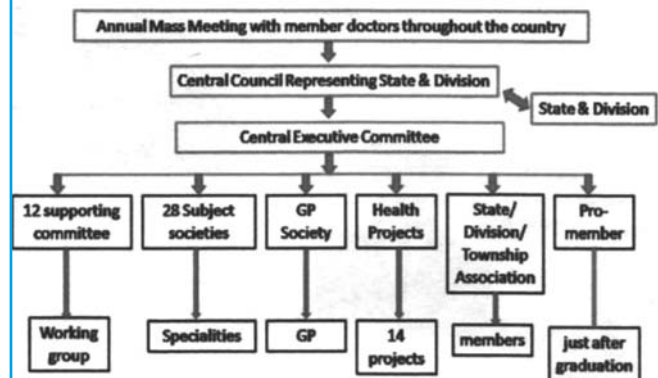 Annual Mass Meeting with member doctors throughout the country
Central Council Representing State & Division
State & Division
Central Executive Committee
12 supporting
committee
28 Subject
societies
GP
Society
Health
Projects
State/
Division/
Township
Association
Pro-
member
Working
group
Specialities
GP
14
projects
members
just after
graduation